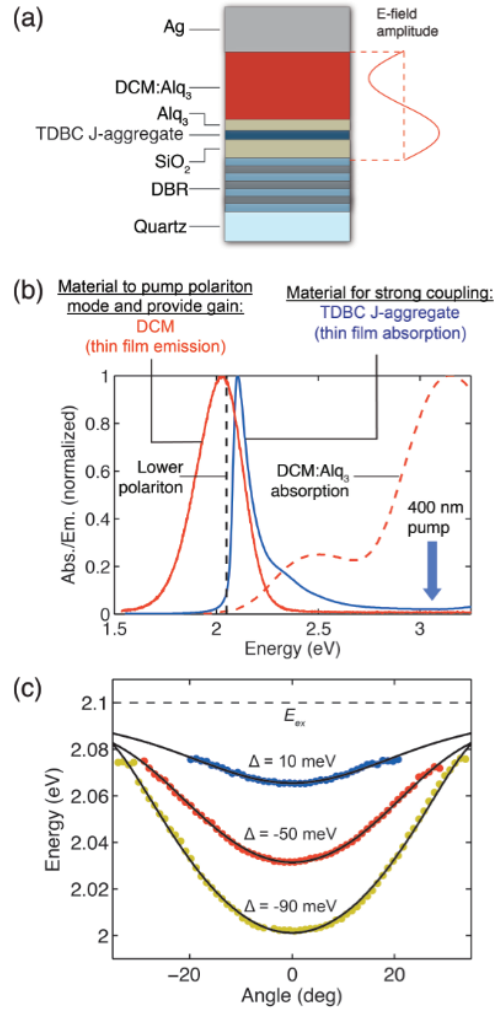 (a)
Ag
E-field
amplitude
DCM:Alq₃
Alq₃
TDBC J-aggregate
SiO₂
DBR
Quartz
(b)
Material to pump polariton
mode and provide gain:
DCM
(thin film emission)
Material for strong coupling:
TDBC J-aggregate
(thin film absorption)
Abs./Em. (normalized)
1
0.8
0.6
0.4
0.2
0
Lower
polariton
DCM:Alq₃
absorption
400 nm
pump
1.5 2 2.5 3
Energy (eV)
(c)
Energy (eV)
2.1
2.08
2.06
2.04
2.02
2
E_ex
Δ = 10 meV
Δ = -50 meV
Δ = -90 meV
−20 0 20
Angle (deg)